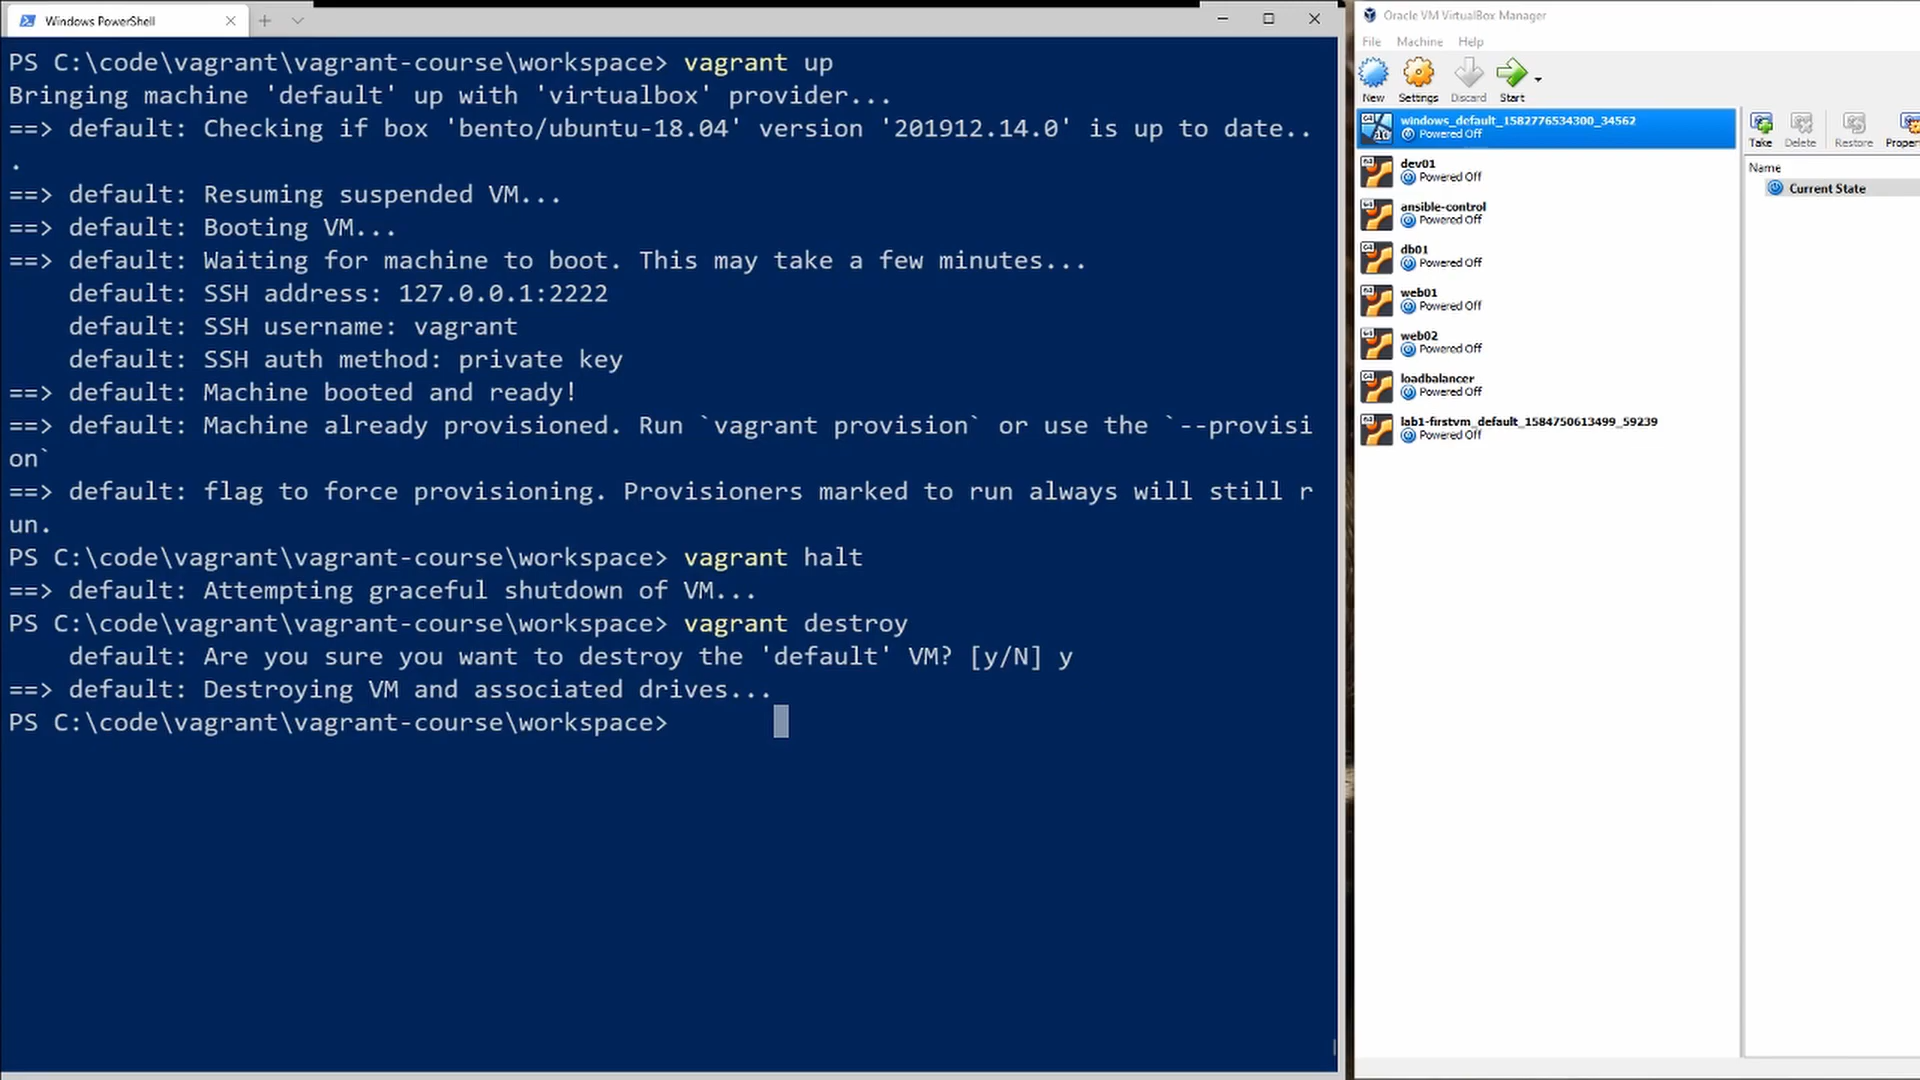 Windows PowerShell
PS C:\code\vagrant\vagrant-course\workspace> vagrant up
Bringing machine 'default' up with 'virtualbox' provider...
==> default: Checking if box 'bento/ubuntu-18.04' version '201912.14.0' is up to date..
.
==> default: Resuming suspended VM...
==> default: Booting VM...
==> default: Waiting for machine to boot. This may take a few minutes...
default: SSH address: 127.0.0.1:2222
default: SSH username: vagrant
default: SSH auth method: private key
==> default: Machine booted and ready!
==> default: Machine already provisioned. Run `vagrant provision` or use the `--provisi
on`
==> default: flag to force provisioning. Provisioners marked to run always will still r
un.
PS C:\code\vagrant\vagrant-course\workspace> vagrant halt
==> default: Attempting graceful shutdown of VM...
PS C:\code\vagrant\vagrant-course\workspace> vagrant destroy
default: Are you sure you want to destroy the 'default' VM? [y/N] y
==> default: Destroying VM and associated drives...
PS C:\code\vagrant\vagrant-course\workspace>
Oracle VM VirtualBox Manager
File Machine Help
New Settings Discard Start
windows_default_1582776534300_34562
Powered Off
dev01
Powered Off
ansible-control
Powered Off
db01
Powered Off
web01
Powered Off
web02
Powered Off
loadbalancer
Powered Off
lab1-firstvm_default_1584750613499_59239
Powered Off
Take Delete Restore Proper
Name
Current State